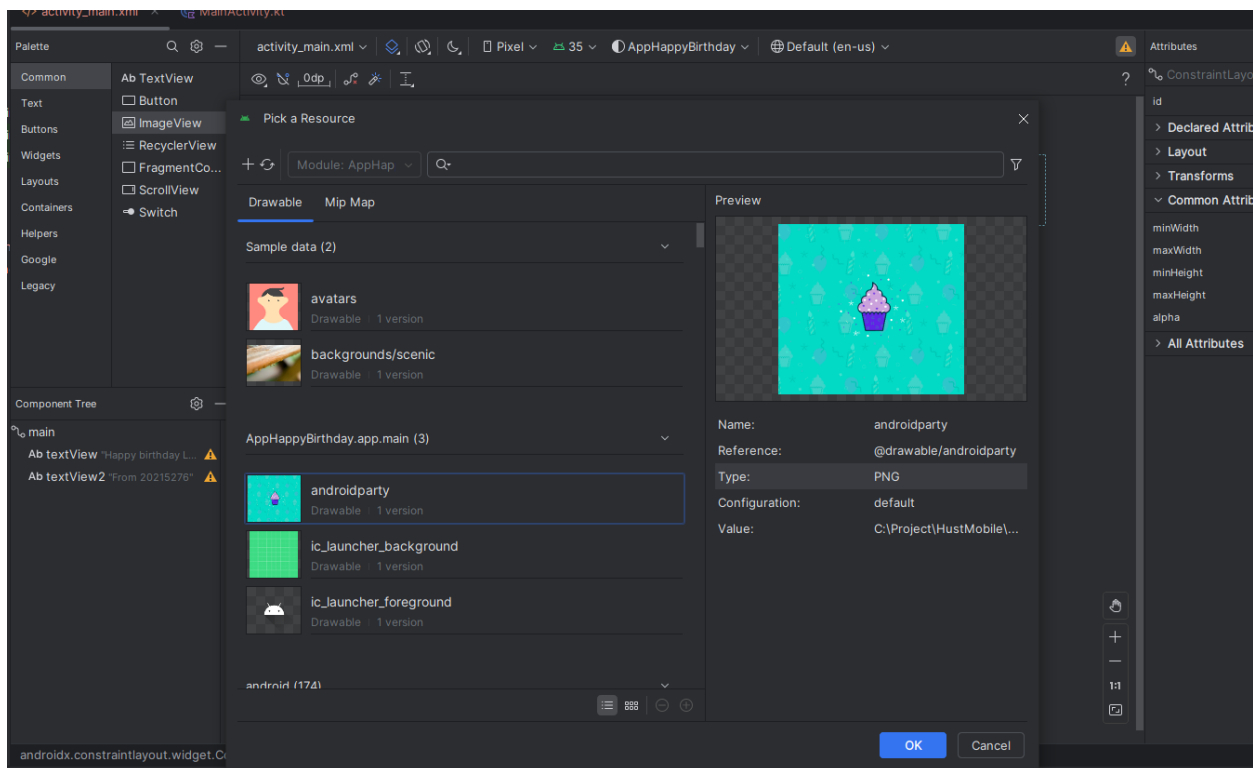 activity_main.xml MainActivity.kt
Palette
activity_main.xml Pixel 35 AppHappyBirthday Default (en-us)
Attributes
Common
Text
Buttons
Widgets
Layouts
Containers
Helpers
Google
Legacy
Ab TextView
Button
ImageView
RecyclerView
FragmentCo...
ScrollView
Switch
0dp
?
Pick a Resource
Module: AppHap
Drawable Mip Map
Sample data (2)
avatars
Drawable | 1 version
backgrounds/scenic
Drawable | 1 version
AppHappyBirthday.app.main (3)
androidparty
Drawable | 1 version
ic_launcher_background
Drawable | 1 version
ic_launcher_foreground
Drawable | 1 version
android (174)
Preview
Name: androidparty
Reference: @drawable/androidparty
Type: PNG
Configuration: default
Value: C:\Project\HustMobile\...
OK Cancel
Component Tree
main
Ab textView "Happy birthday L...
Ab textView2 "From 20215276"
androidx.constraintlayout.widget.C
ConstraintLayo
id
Declared Attrib
Layout
Transforms
Common Attrib
minWidth
maxWidth
minHeight
maxHeight
alpha
All Attributes
1:1